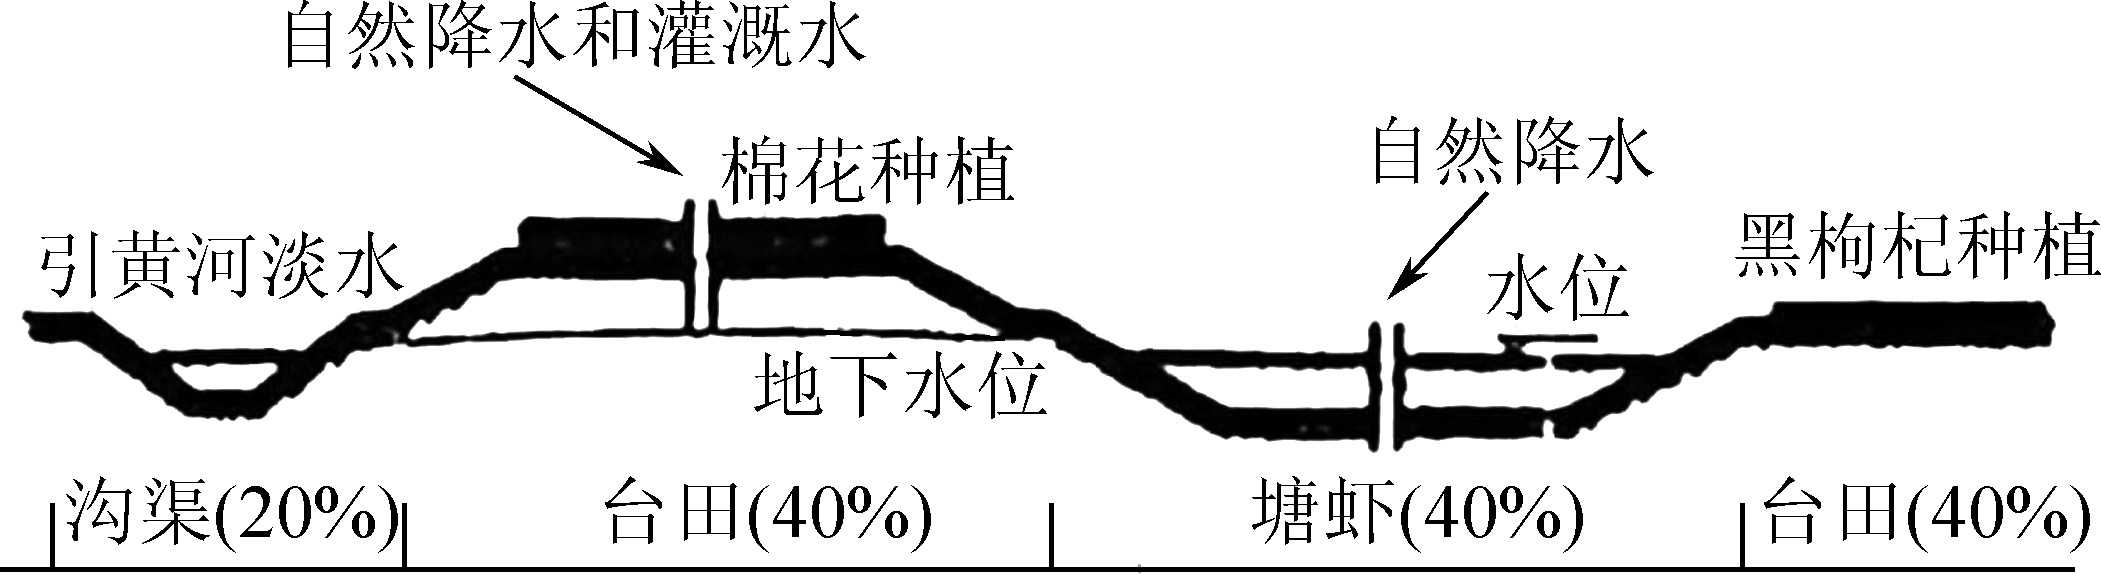 自然降水和灌溉水
自然降水
棉花种植
黑枸杞种植
引黄河淡水
水位
地下水位
沟渠(20%)
台田(40%)
塘虾(40%)
台田(40%)